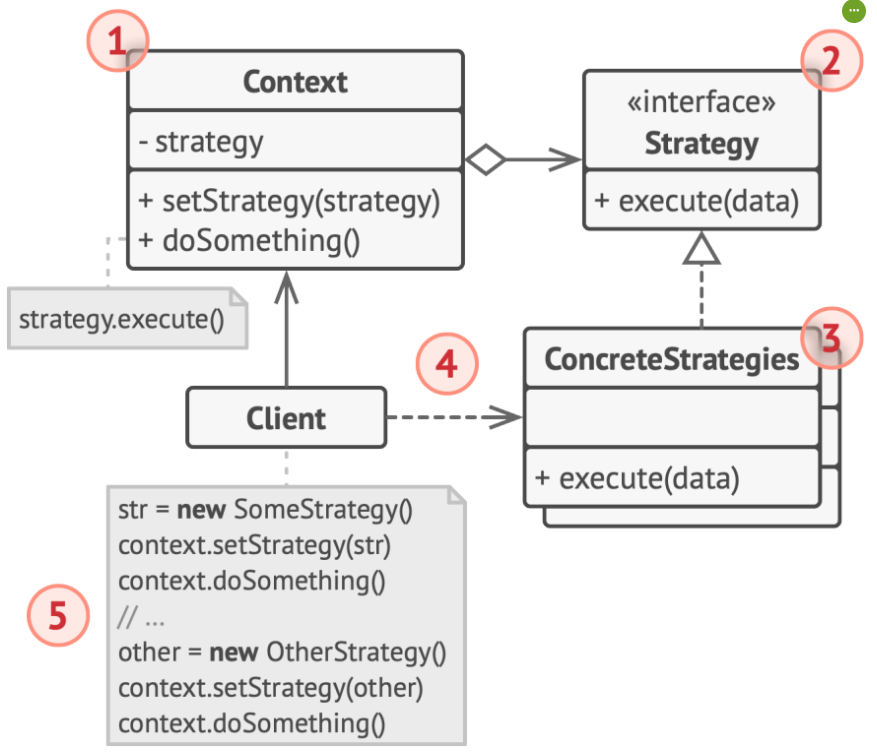 1
Context
- strategy
+ setStrategy(strategy)
+ doSomething()
strategy.execute()
2
«interface»
Strategy
+ execute(data)
3
ConcreteStrategies
+ execute(data)
4
Client
5
str = new SomeStrategy()
context.setStrategy(str)
context.doSomething()
// ...
other = new OtherStrategy()
context.setStrategy(other)
context.doSomething()